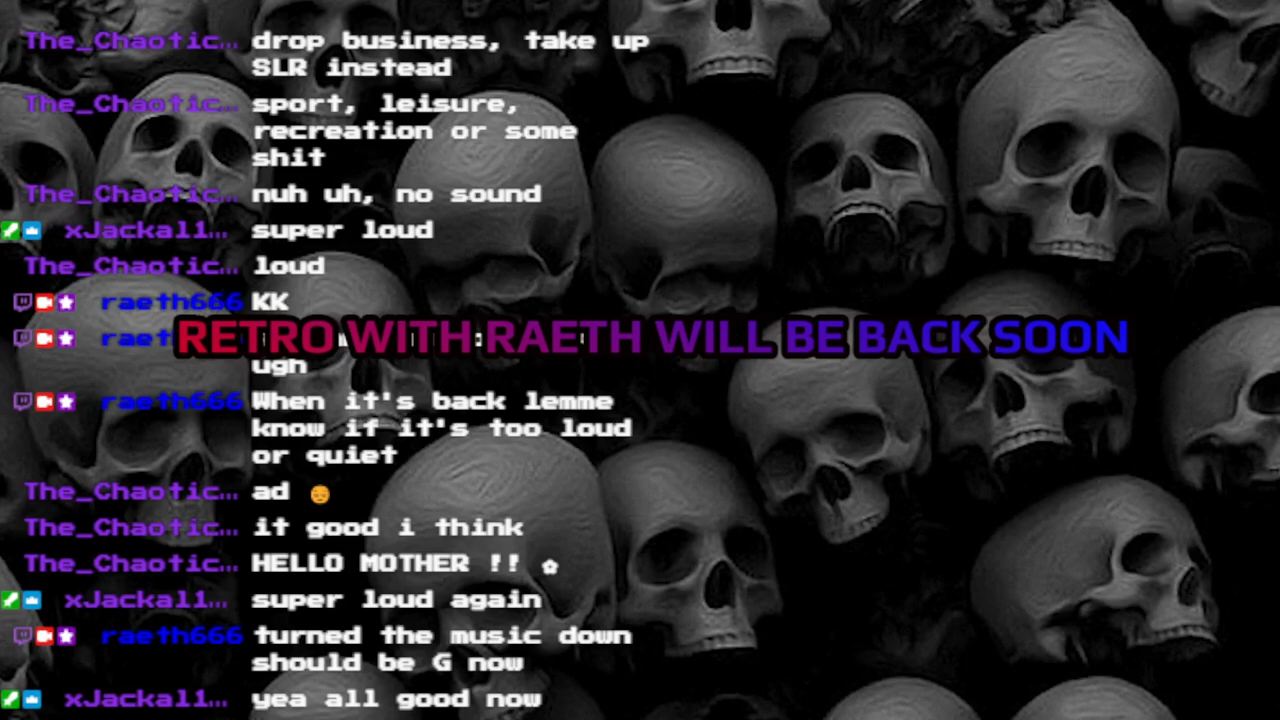 The_Chaotic... drop business, take up
SLR instead
The_Chaotic... sport, leisure,
recreation or some
shit
The_Chaotic... nuh uh, no sound
xJackal1... super loud
The_Chaotic... loud
raeth666 KK
RETRO WITH RAETH WILL BE BACK SOON
ugh
raeth666 When it's back lemme
know if it's too loud
or quiet
The_Chaotic... ad
The_Chaotic... it good i think
The_Chaotic... HELLO MOTHER !!
xJackal1... super loud again
raeth666 turned the music down
should be G now
xJackal1... yea all good now